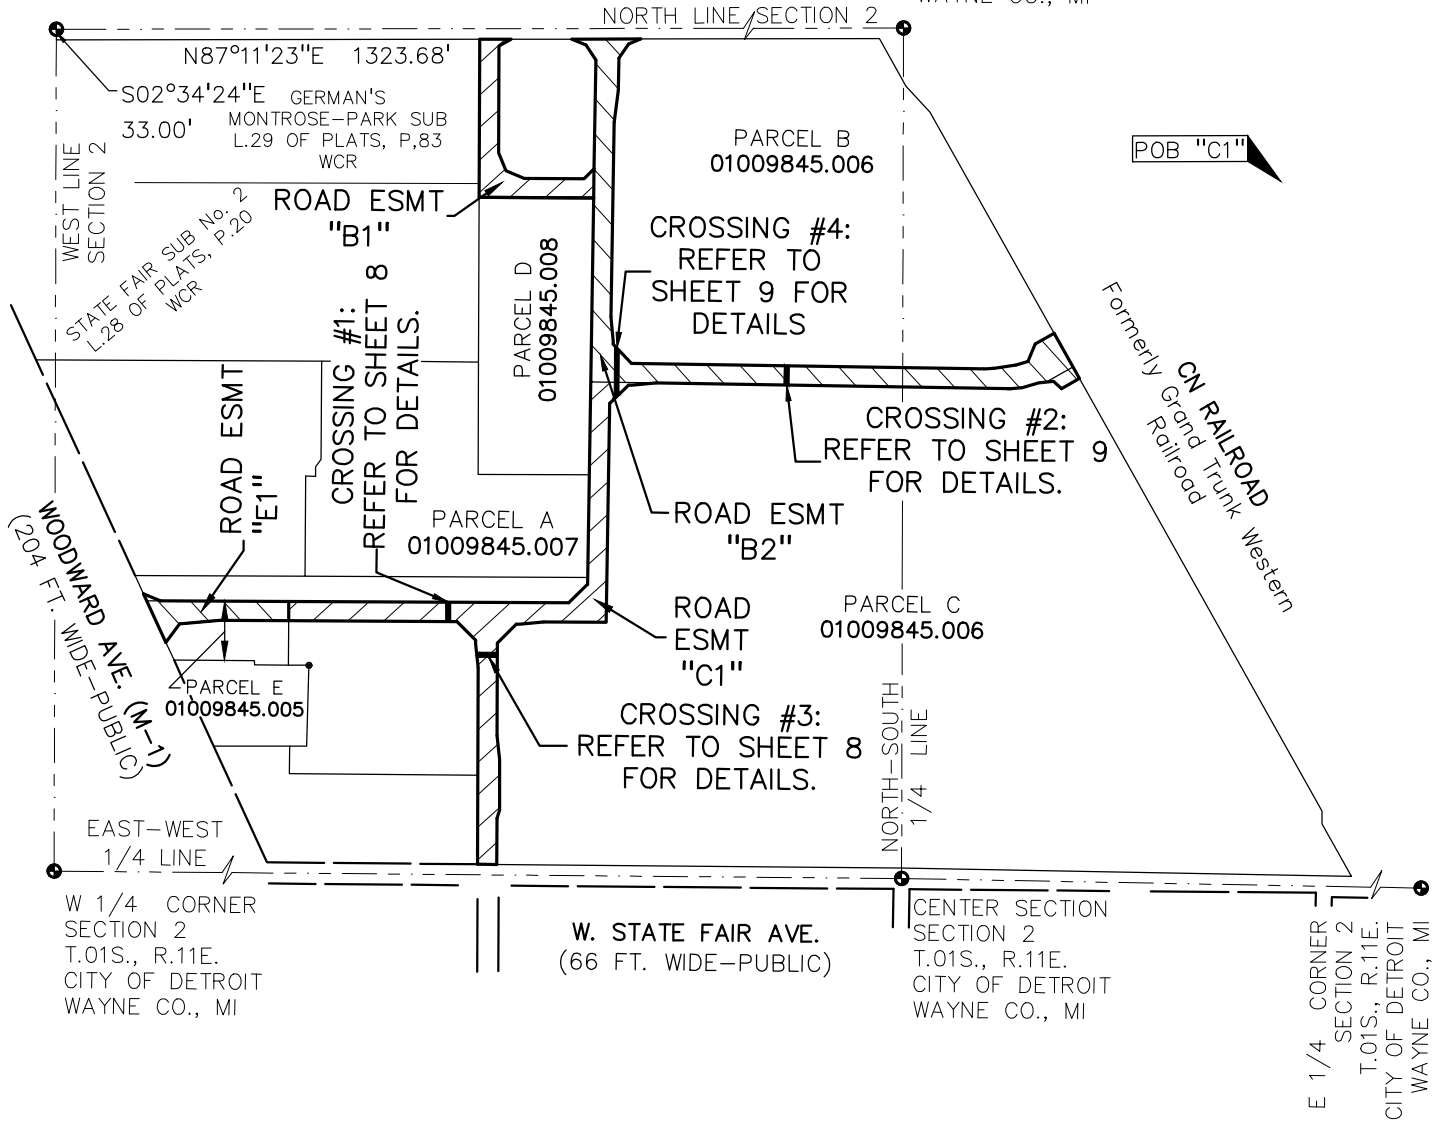 WAYNE CO., MI
NORTH LINE SECTION 2
N87°11'23"E 1323.68'
S02°34'24"E
33.00'
GERMAN'S
MONTROSE-PARK SUB
L.29 OF PLATS, P,83
WCR
WEST LINE
SECTION 2
STATE FAIR SUB No. 2
L.28 OF PLATS, P.20
WCR
ROAD ESMT
"B1"
PARCEL B
01009845.006
POB "C1"
CROSSING #4:
REFER TO
SHEET 9 FOR
DETAILS
PARCEL D
01009845.008
CROSSING #1:
REFER TO SHEET 8
FOR DETAILS.
ROAD ESMT
"E1"
CN RAILROAD
Formerly Grand Trunk Western
Railroad
CROSSING #2:
REFER TO SHEET 9
FOR DETAILS.
PARCEL A
01009845.007
ROAD ESMT
"B2"
WOODWARD AVE. (M-1)
(204 FT. WIDE-PUBLIC)
ROAD
ESMT
"C1"
PARCEL C
01009845.006
PARCEL E
01009845.005
CROSSING #3:
REFER TO SHEET 8
FOR DETAILS.
NORTH-SOUTH
1/4 LINE
EAST-WEST
1/4 LINE
W 1/4 CORNER
SECTION 2
T.01S., R.11E.
CITY OF DETROIT
WAYNE CO., MI
W. STATE FAIR AVE.
(66 FT. WIDE-PUBLIC)
CENTER SECTION
SECTION 2
T.01S., R.11E.
CITY OF DETROIT
WAYNE CO., MI
E 1/4 CORNER
SECTION 2
T.01S., R.11E.
CITY OF DETROIT
WAYNE CO., MI